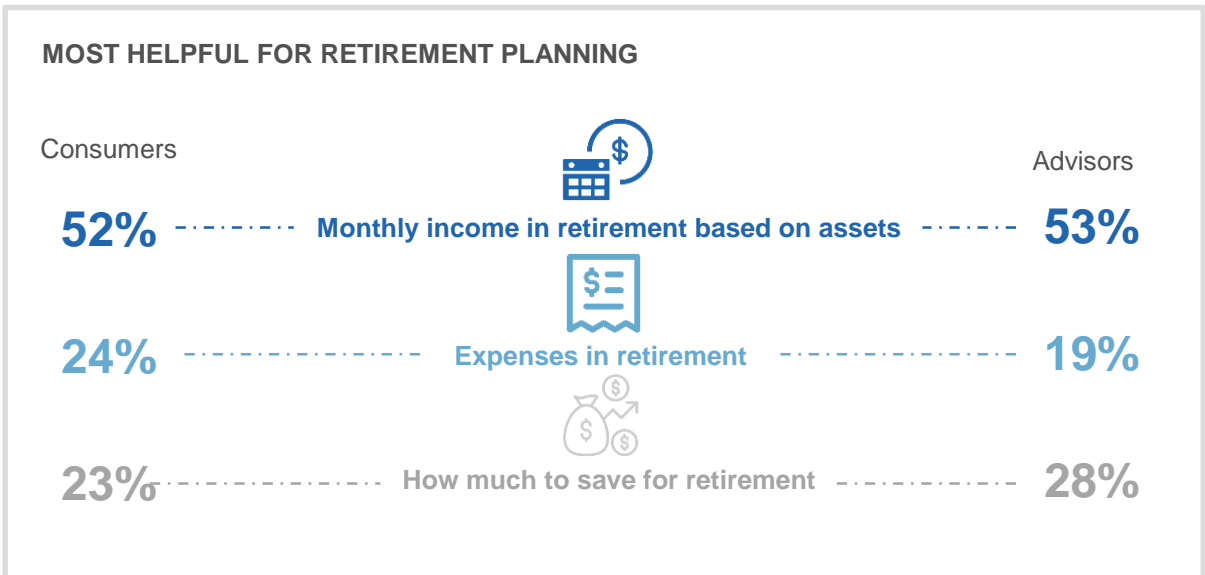 MOST HELPFUL FOR RETIREMENT PLANNING
Consumers
Advisors
$
52% Monthly income in retirement based on assets 53%
$
24% Expenses in retirement 19%
$
$
$
23% How much to save for retirement 28%